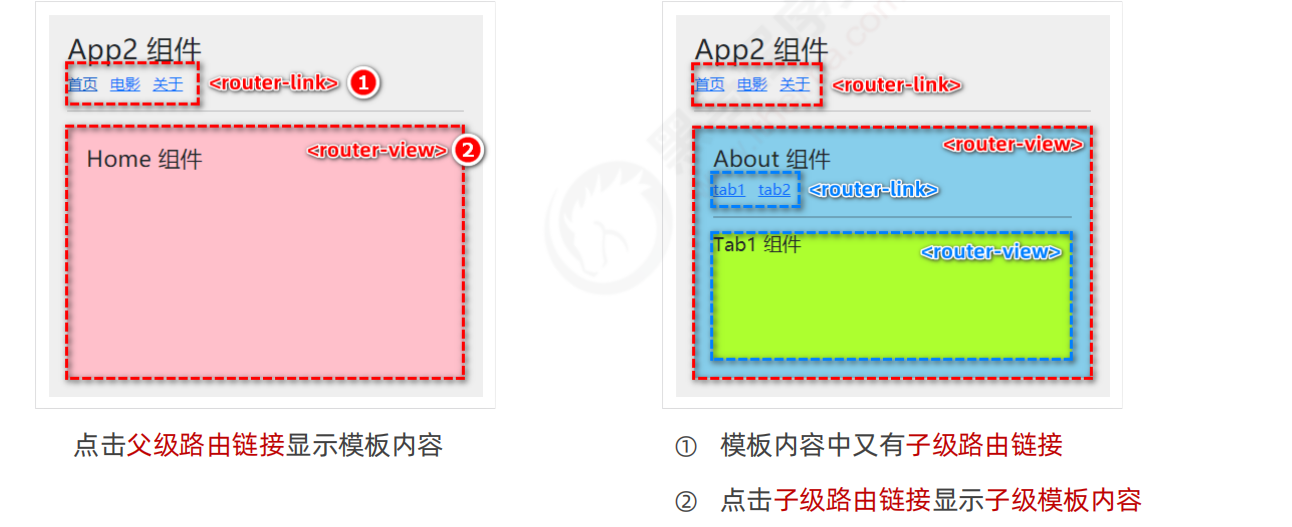 App2 组件
首页 电影 关于 <router-link> 1
Home 组件
<router-view> 2
点击父级路由链接显示模板内容
App2 组件
首页 电影 关于 <router-link>
<router-view>
About 组件
tab1 tab2 <router-link>
Tab1 组件
<router-view>
① 模板内容中又有子级路由链接
② 点击子级路由链接显示子级模板内容